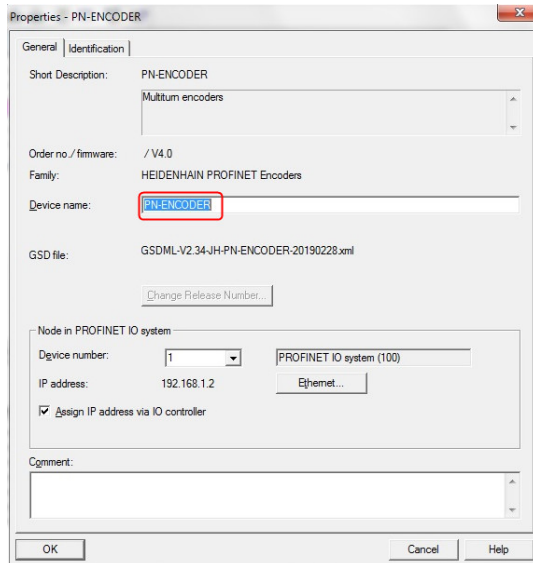 Properties - PN-ENCODER
General Identification
Short Description: PN-ENCODER
Multiturn encoders
Order no./ firmware: / V4.0
Family: HEIDENHAIN PROFINET Encoders
Device name: PN-ENCODER
GSD file: GSDML-V2.34-JH-PN-ENCODER-20190228.xml
Change Release Number...
Node in PROFINET IO system
Device number: 1 PROFINET IO system (100)
IP address: 192.168.1.2 Ethernet...
Assign IP address via IO controller
Comment:
OK Cancel Help